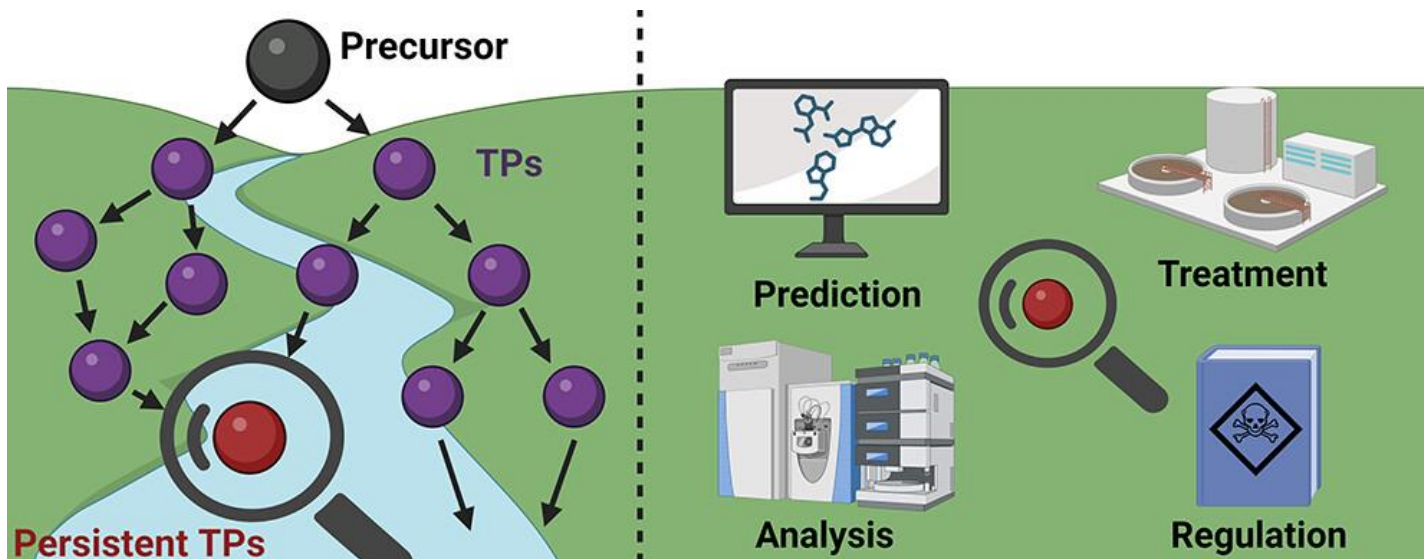 Precursor
TPs
Persistent TPs
Prediction
Treatment
Analysis
Regulation